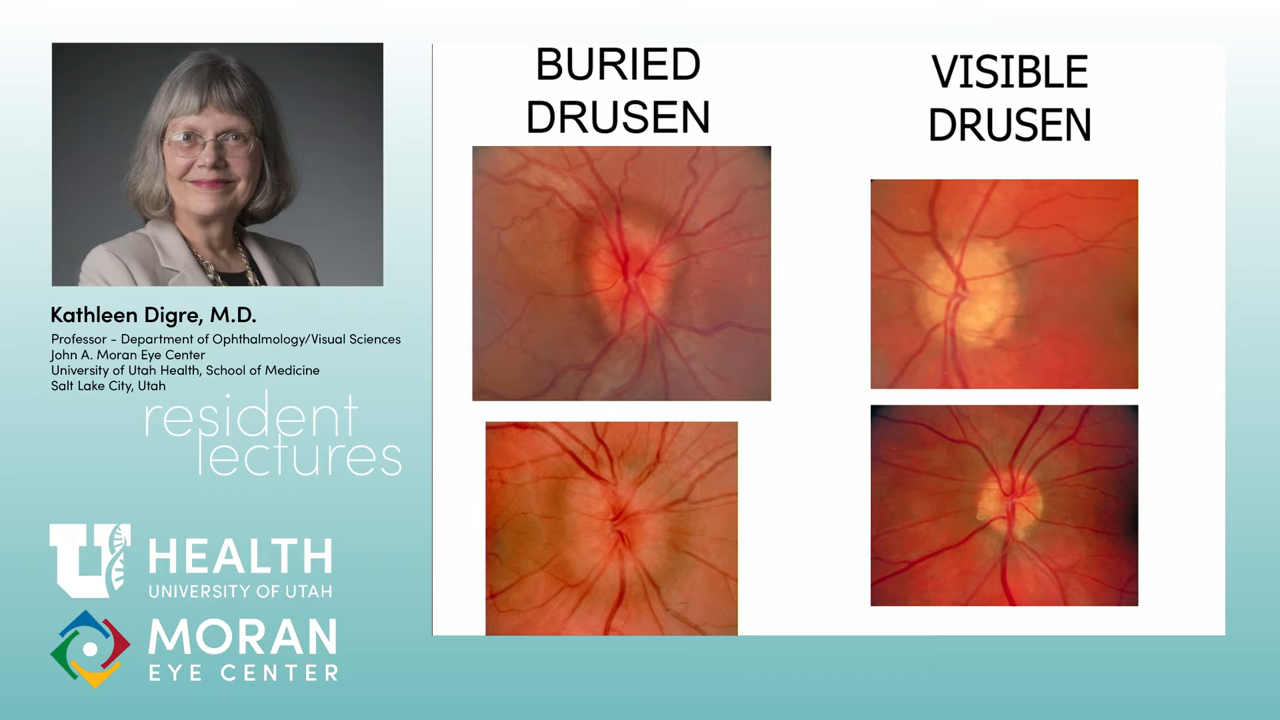 Kathleen Digre, M.D.
Professor - Department of Ophthalmology/Visual Sciences
John A. Moran Eye Center
University of Utah Health, School of Medicine
Salt Lake City, Utah
resident
lectures
U HEALTH
UNIVERSITY OF UTAH
MORAN
EYE CENTER
BURIED
DRUSEN
VISIBLE
DRUSEN